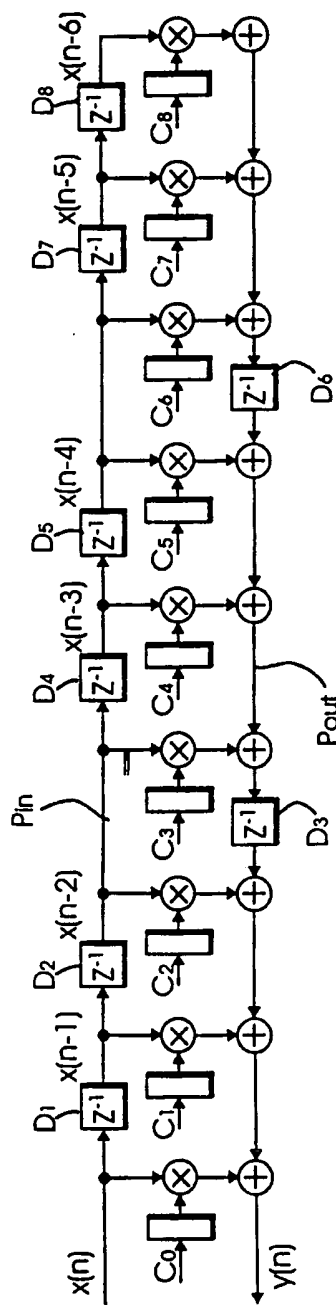 x(n)
D1
Z-1
x(n-1)
D2
Z-1
x(n-2)
Pin
D4
Z-1
x(n-3)
D5
Z-1
x(n-4)
D7
Z-1
x(n-5)
D8
Z-1
x(n-6)
C0
C1
C2
C3
C4
C5
C6
C7
C8
y(n)
Z-1
D3
Pout
Z-1
D6